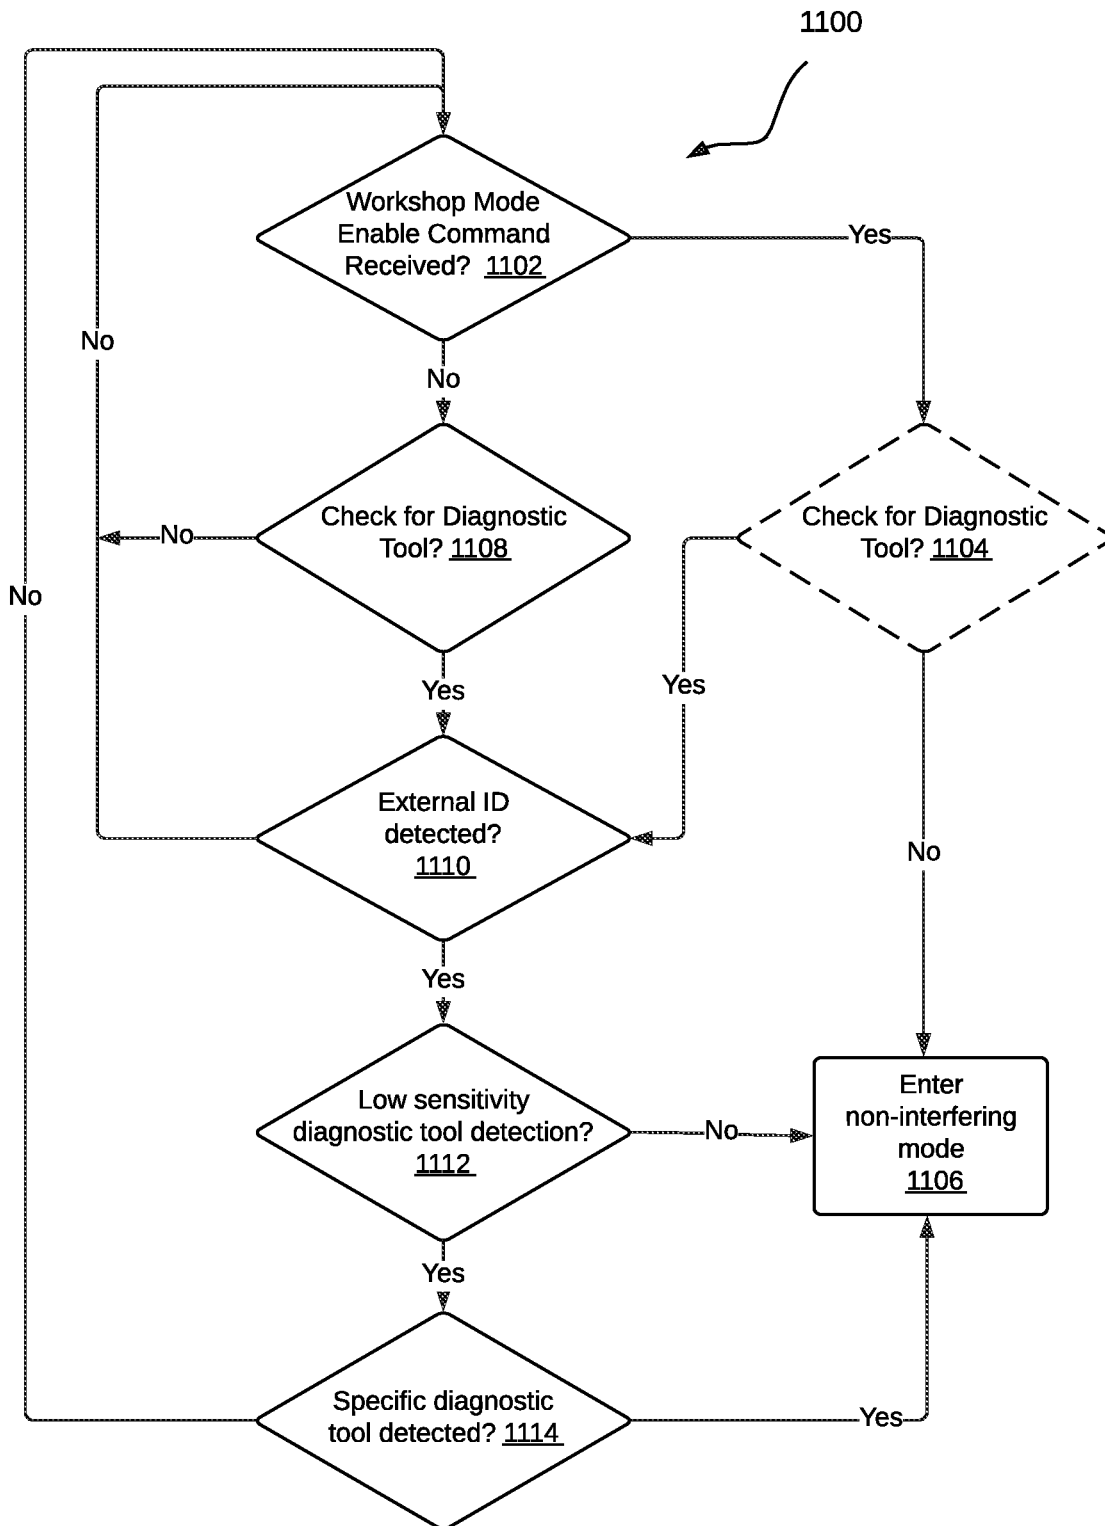 1100
Workshop Mode
Enable Command
Received? 1102
Yes
No
No
Check for Diagnostic
Tool? 1108
No
Check for Diagnostic
Tool? 1104
No
Yes
Yes
External ID
detected?
1110
No
Yes
Low sensitivity
diagnostic tool detection?
1112
No
Enter
non-interfering
mode
1106
Yes
Specific diagnostic
tool detected? 1114
Yes